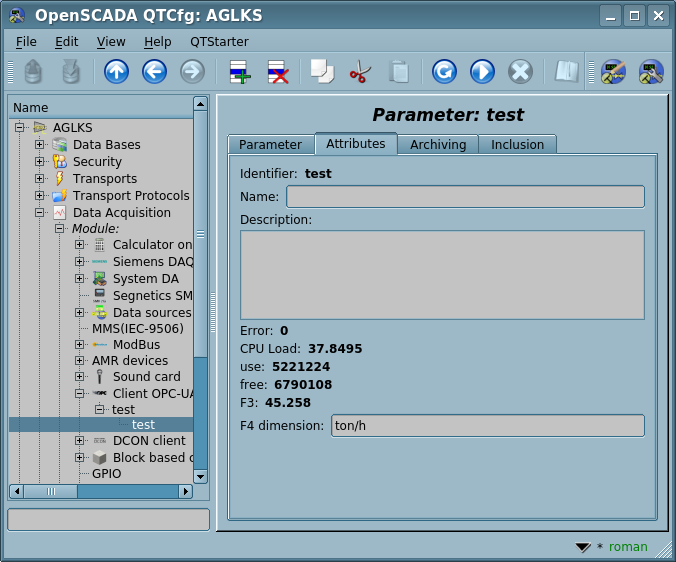 OpenSCADA QTCfg: AGLKS
File Edit View Help QTStarter
Name
AGLKS
Data Bases
Security
Transports
Transport Protocols
Data Acquisition
Module:
Calculator on
Siemens DAQ
System DA
Segnetics SM
Data sources
MMS(IEC-9506)
ModBus
AMR devices
Sound card
Client OPC-UA
test
test
DCON client
Block based c
GPIO
Parameter: test
Parameter Attributes Archiving Inclusion
Identifier: test
Name:
Description:
Error: 0
CPU Load: 37.8495
use: 5221224
free: 6790108
F3: 45.258
F4 dimension: ton/h
* roman